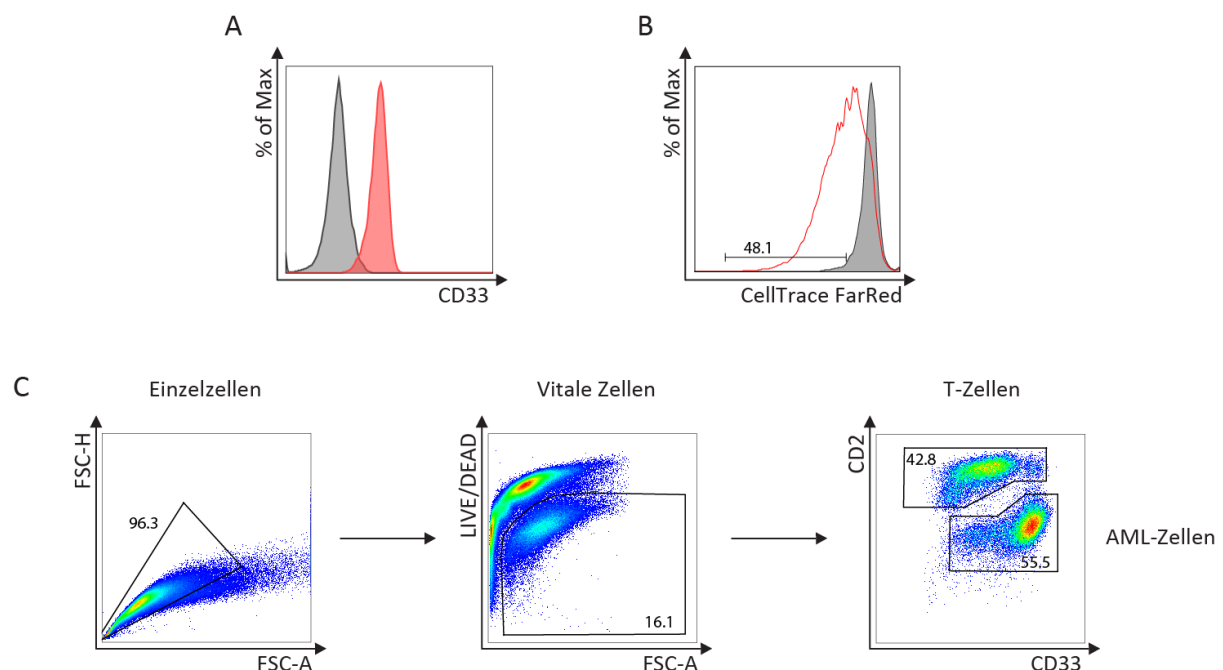 A
% of Max
CD33
B
% of Max
48.1
CellTrace FarRed
C
Einzelzellen
FSC-H
96.3
FSC-A
Vitale Zellen
LIVE/DEAD
16.1
FSC-A
T-Zellen
CD2
42.8
55.5
CD33
AML-Zellen